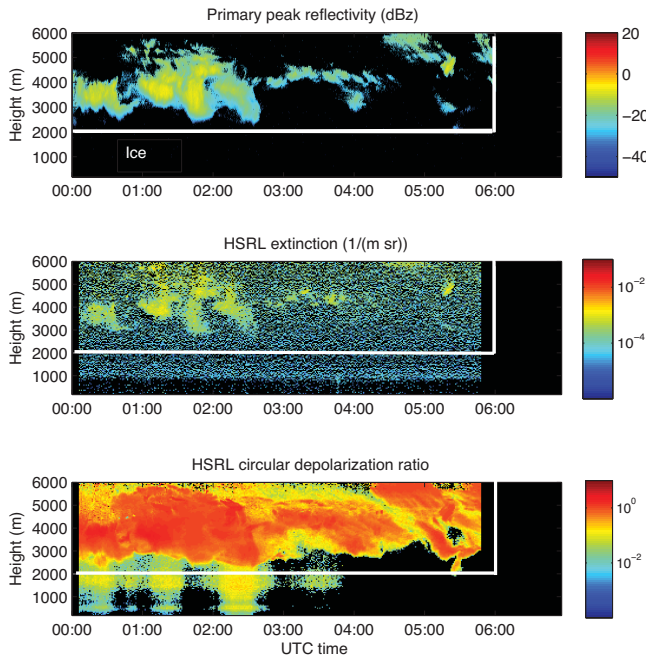 Primary peak reflectivity (dBz)
Height (m)
6000
5000
4000
3000
2000
1000
Ice
00:00 01:00 02:00 03:00 04:00 05:00 06:00
20
0
−20
−40
HSRL extinction (1/(m sr))
Height (m)
6000
5000
4000
3000
2000
1000
00:00 01:00 02:00 03:00 04:00 05:00 06:00
10⁻²
10⁻⁴
HSRL circular depolarization ratio
Height (m)
6000
5000
4000
3000
2000
1000
00:00 01:00 02:00 03:00 04:00 05:00 06:00
UTC time
10⁰
10⁻²